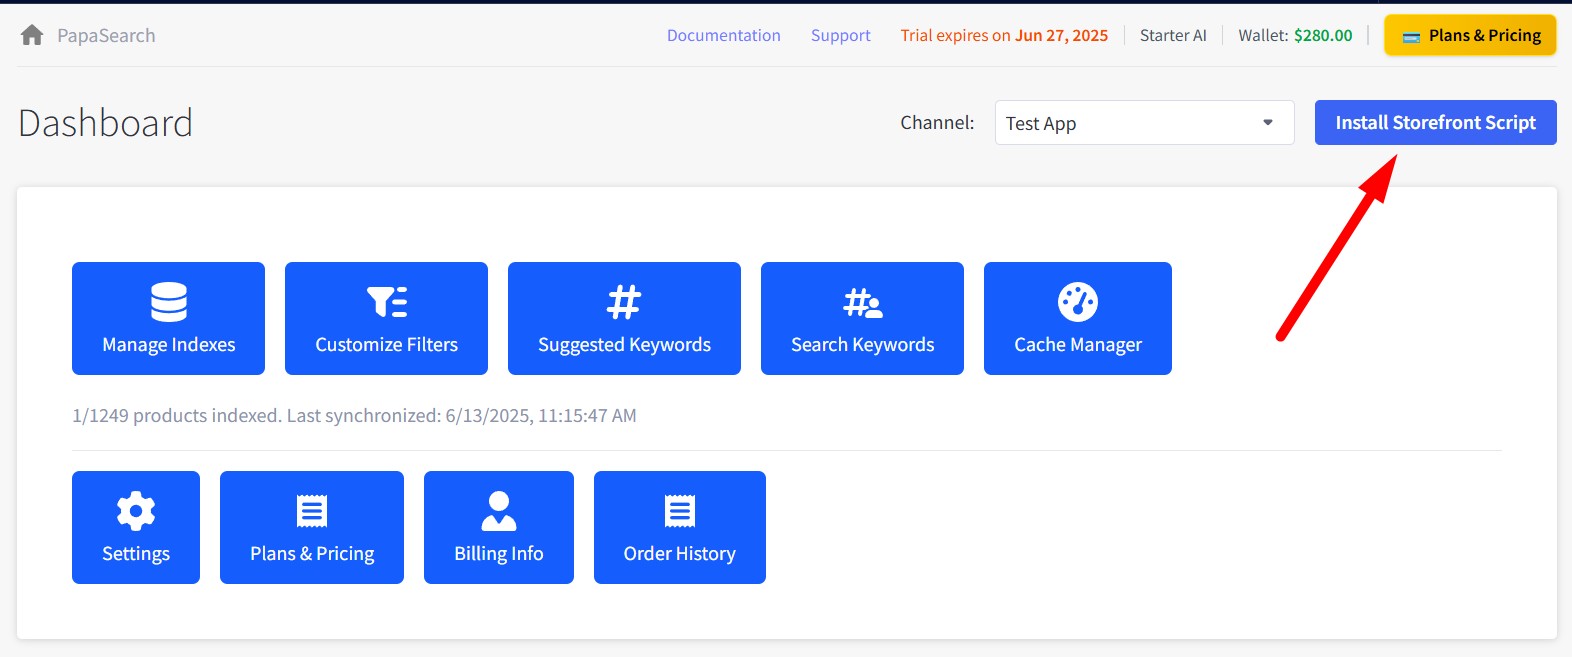 PapaSearch Documentation Support Trial expires on Jun 27, 2025 Starter AI Wallet: $280.00 Plans & Pricing
Dashboard Channel: Test App Install Storefront Script
Manage Indexes Customize Filters Suggested Keywords Search Keywords Cache Manager
1/1249 products indexed. Last synchronized: 6/13/2025, 11:15:47 AM
Settings Plans & Pricing Billing Info Order History